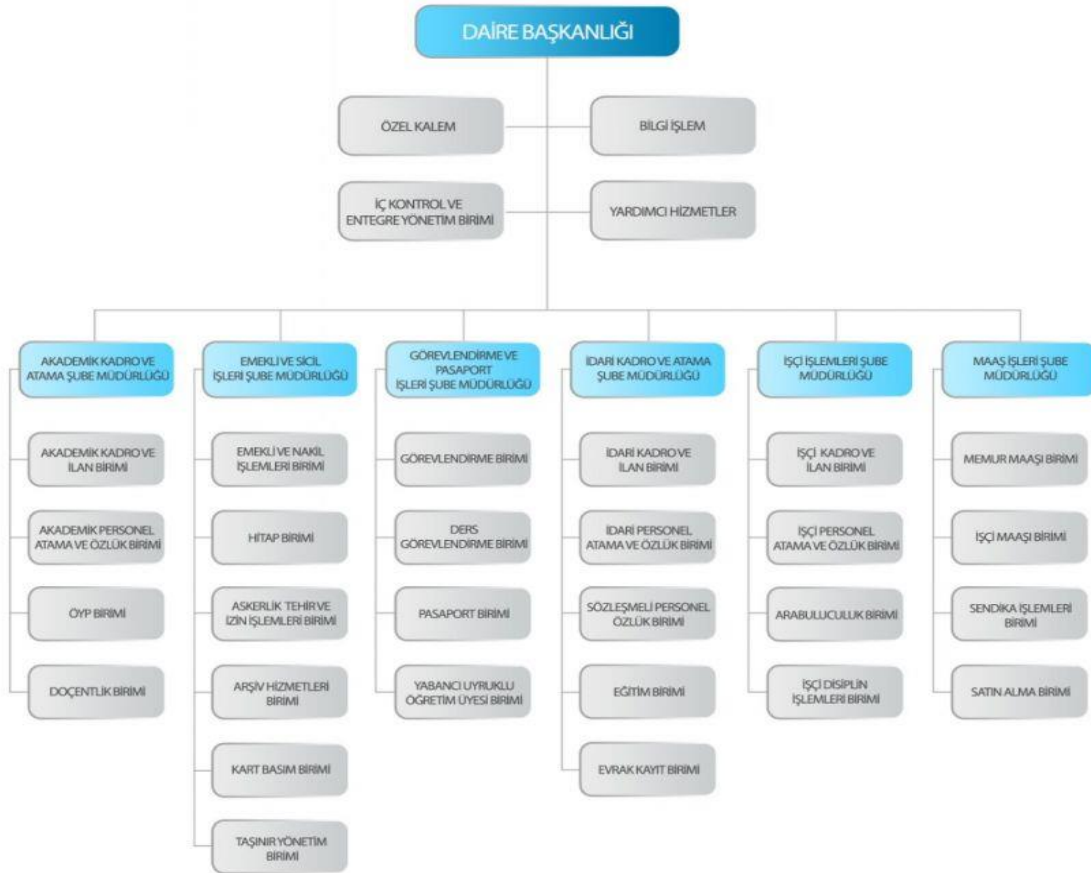 DAİRE BAŞKANLIĞI
ÖZEL KALEM
BİLGİ İŞLEM
İÇ KONTROL VE
ENTEGRE YÖNETİM BİRİMİ
YARDIMCI HİZMETLER
AKADEMİK KADRO VE
ATAMA ŞUBE MÜDÜRLÜĞÜ
AKADEMİK KADRO VE
İLAN BİRİMİ
AKADEMİK PERSONEL
ATAMA VE ÖZLÜK BİRİMİ
ÖYP BİRİMİ
DOÇENTLİK BİRİMİ
EMEKLİ VE SİCİL
İŞLERİ ŞUBE MÜDÜRLÜĞÜ
EMEKLİ VE NAKİL
İŞLEMLERİ BİRİMİ
HİTAP BİRİMİ
ASKERLİK TEHİR VE
İZİN İŞLEMLERİ BİRİMİ
ARŞİV HİZMETLERİ
BİRİMİ
KART BASIM BİRİMİ
TAŞINIR YÖNETİM
BİRİMİ
GÖREVLENDİRME VE
PASAPORT
İŞLERİ ŞUBE MÜDÜRLÜĞÜ
GÖREVLENDİRME BİRİMİ
DERS
GÖREVLENDİRME BİRİMİ
PASAPORT BİRİMİ
YABANCI UYRUKLU
ÖĞRETİM ÜYESİ BİRİMİ
İDARİ KADRO VE ATAMA
ŞUBE MÜDÜRLÜĞÜ
İDARİ KADRO VE
İLAN BİRİMİ
İDARİ PERSONEL
ATAMA VE ÖZLÜK BİRİMİ
SÖZLEŞMELİ PERSONEL
ÖZLÜK BİRİMİ
EĞİTİM BİRİMİ
EVRAK KAYIT BİRİMİ
İŞÇİ İŞLEMLERİ ŞUBE
MÜDÜRLÜĞÜ
İŞÇİ KADRO VE
İLAN BİRİMİ
İŞÇİ PERSONEL
ATAMA VE ÖZLÜK BİRİMİ
ARABULUCULUK BİRİMİ
İŞÇİ DİSİPLİN
İŞLEMLERİ BİRİMİ
MAAŞ İŞLERİ ŞUBE
MÜDÜRLÜĞÜ
MEMUR MAAŞI BİRİMİ
İŞÇİ MAAŞI BİRİMİ
SENDİKA İŞLEMLERİ
BİRİMİ
SATIN ALMA BİRİMİ